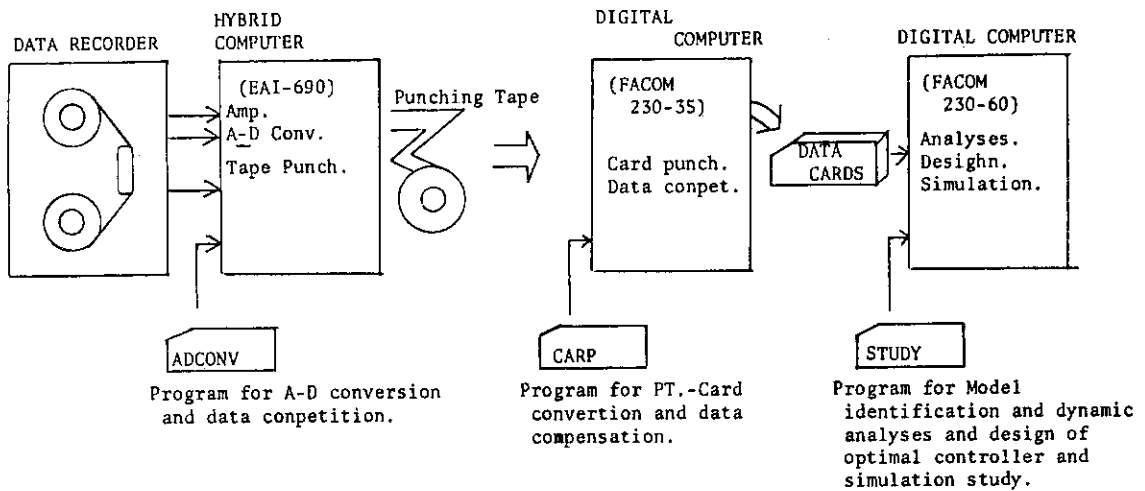 DATA RECORDER
HYBRID
COMPUTER
(EAI-690)
Amp.
A-D Conv.
Tape Punch.
Punching Tape
DIGITAL
COMPUTER
(FACOM
230-35)
Card punch.
Data conpet.
DATA
CARDS
DIGITAL COMPUTER
(FACOM
230-60)
Analyses.
Desighn.
Simulation.
ADCONV
Program for A-D conversion
and data conpetition.
CARP
Program for PT.-Card
convertion and data
compensation.
STUDY
Program for Model
identification and dynamic
analyses and design of
optimal controller and
simulation study.